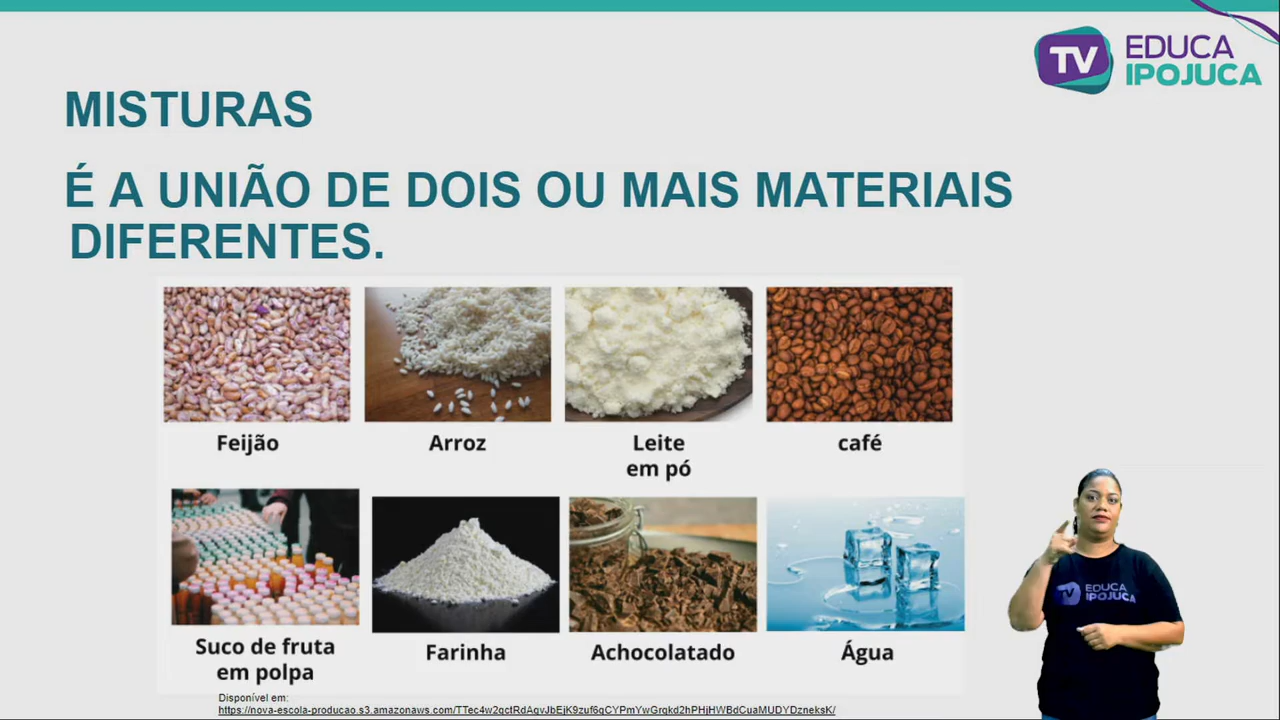 TV EDUCA
IPOJUCA
MISTURAS
É A UNIÃO DE DOIS OU MAIS MATERIAIS
DIFERENTES.
Feijão
Arroz
Leite
em pó
café
Suco de fruta
em polpa
Farinha
Achocolatado
Água
TV EDUCA
IPOJUCA
Disponível em: